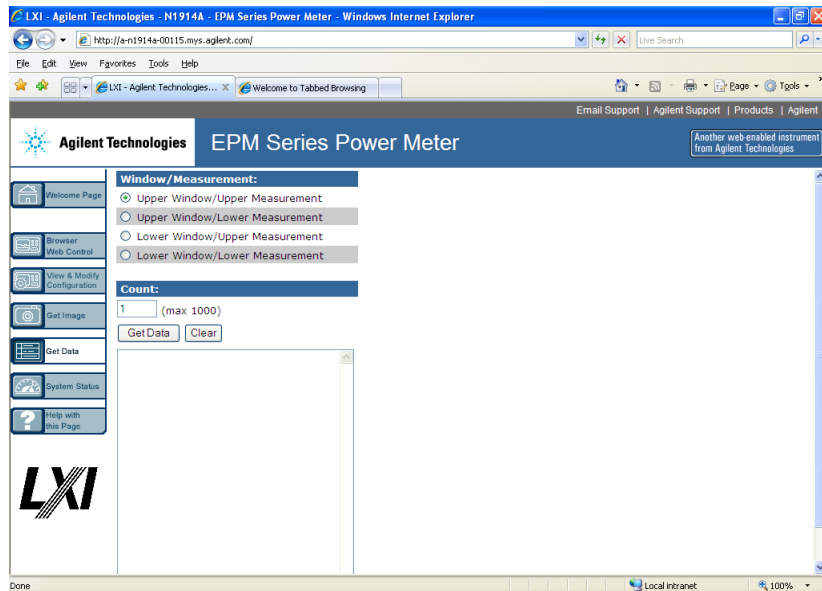 LXI - Agilent Technologies - N1914A - EPM Series Power Meter - Windows Internet Explorer
http://a-n1914a-00115.mys.agilent.com/
Live Search
File Edit View Favorites Tools Help
LXI - Agilent Technologies... X
Welcome to Tabbed Browsing
Page
Tools
Email Support | Agilent Support | Products | Agilent
Agilent Technologies
EPM Series Power Meter
Another web-enabled instrument
from Agilent Technologies
Welcome Page
Browser
Web Control
View & Modify
Configuration
Get Image
Get Data
System Status
Help with
this Page
LXI
Window/Measurement:
Upper Window/Upper Measurement
Upper Window/Lower Measurement
Lower Window/Upper Measurement
Lower Window/Lower Measurement
Count:
1 (max 1000)
Get Data Clear
Done
Local intranet
100%